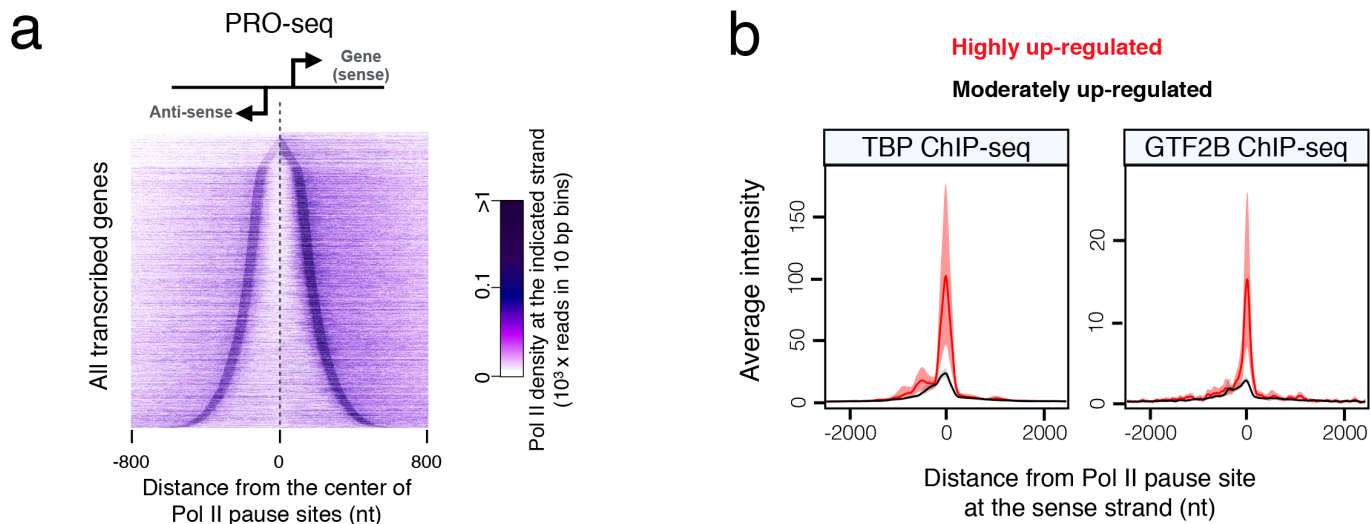 a
PRO-seq
Gene
(sense)
Anti-sense
All transcribed genes
-800
0
800
Distance from the center of
Pol II pause sites (nt)
>1
0.1
0
Pol II density at the indicated strand
(10³ x reads in 10 bp bins)
b
Highly up-regulated
Moderately up-regulated
TBP ChIP-seq
GTF2B ChIP-seq
Average intensity
150
100
50
0
20
10
0
-2000
0
2000
-2000
0
2000
Distance from Pol II pause site
at the sense strand (nt)